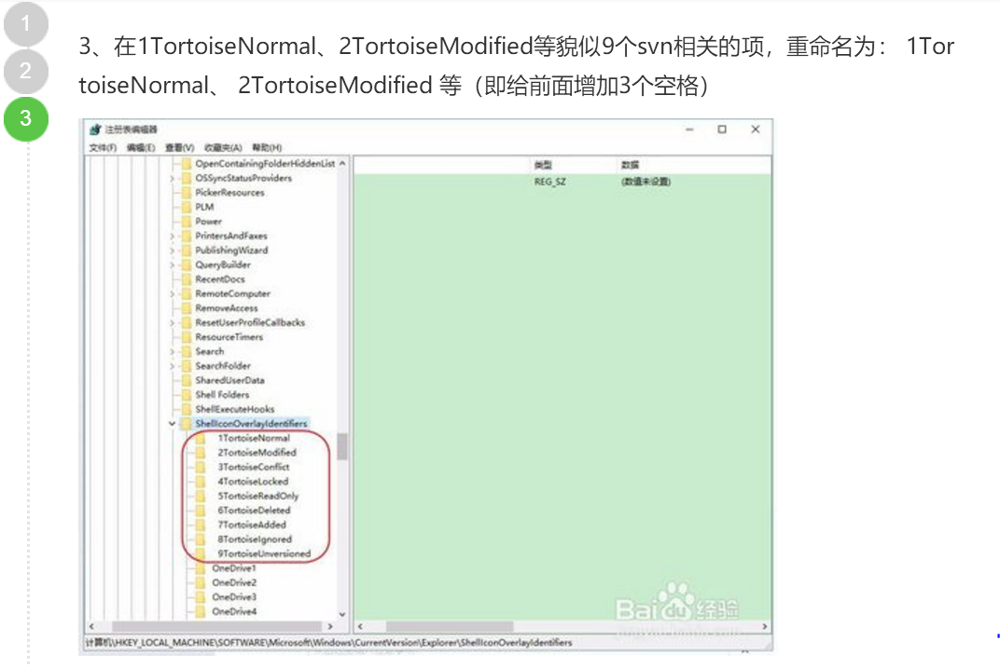 1
2
3
3、在1TortoiseNormal、2TortoiseModified等貌似9个svn相关的项，重命名为： 1Tor
toiseNormal、 2TortoiseModified 等（即给前面增加3个空格）
注册表编辑器
文件(F) 编辑(E) 查看(V) 收藏夹(A) 帮助(H)
OpenContainingFolderHiddenList
类型 数据
OSSyncStatusProviders
REG_SZ (数值未设置)
PickerResources
PLM
Power
PrintersAndFaxes
PublishingWizard
QueryBuilder
RecentDocs
RemoteComputer
RemoveAccess
ResetUserProfileCallbacks
ResourceTimers
Search
SearchFolder
SharedUserData
Shell Folders
ShellExecuteHooks
ShellIconOverlayIdentifiers
1TortoiseNormal
2TortoiseModified
3TortoiseConflict
4TortoiseLocked
5TortoiseReadOnly
6TortoiseDeleted
7TortoiseAdded
8TortoiseIgnored
9TortoiseUnversioned
OneDrive1
OneDrive2
OneDrive3
OneDrive4
Baidu经验
计算机\HKEY_LOCAL_MACHINE\SOFTWARE\Microsoft\Windows\CurrentVersion\Explorer\ShellIconOverlayIdentifiers